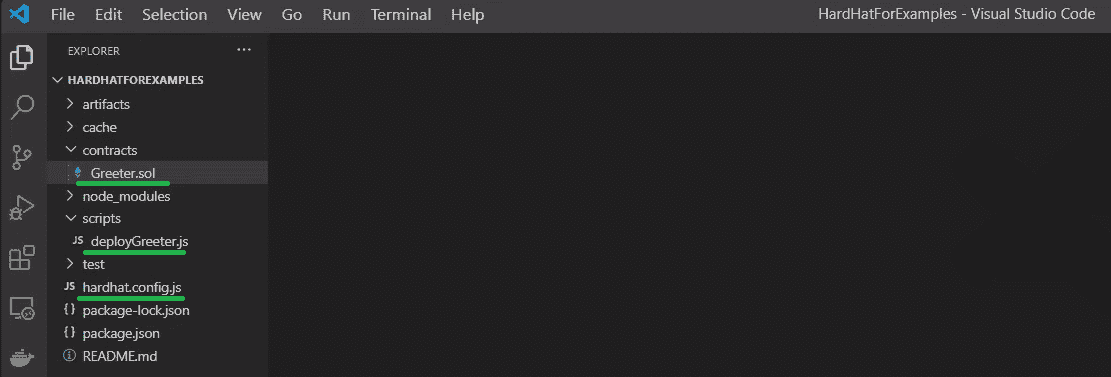 File Edit Selection View Go Run Terminal Help HardHatForExamples - Visual Studio Code
EXPLORER ...
HARDHATFOREXAMPLES
artifacts
cache
contracts
Greeter.sol
node_modules
scripts
JS deployGreeter.js
test
JS hardhat.config.js
{} package-lock.json
{} package.json
README.md